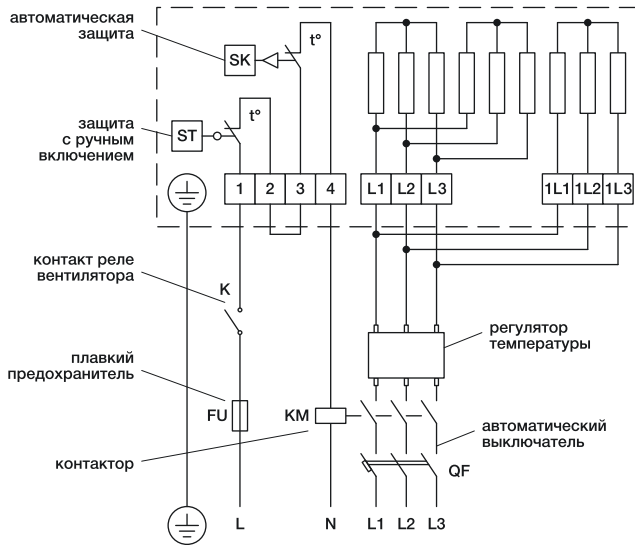 автоматическая
защита
SK
t°
защита
с ручным
включением
ST
t°
1 2 3 4 L1 L2 L3 1L1 1L2 1L3
контакт реле
вентилятора
K
регулятор
температуры
плавкий
предохранитель
FU
KM
автоматический
выключатель
контактор
QF
L N L1 L2 L3